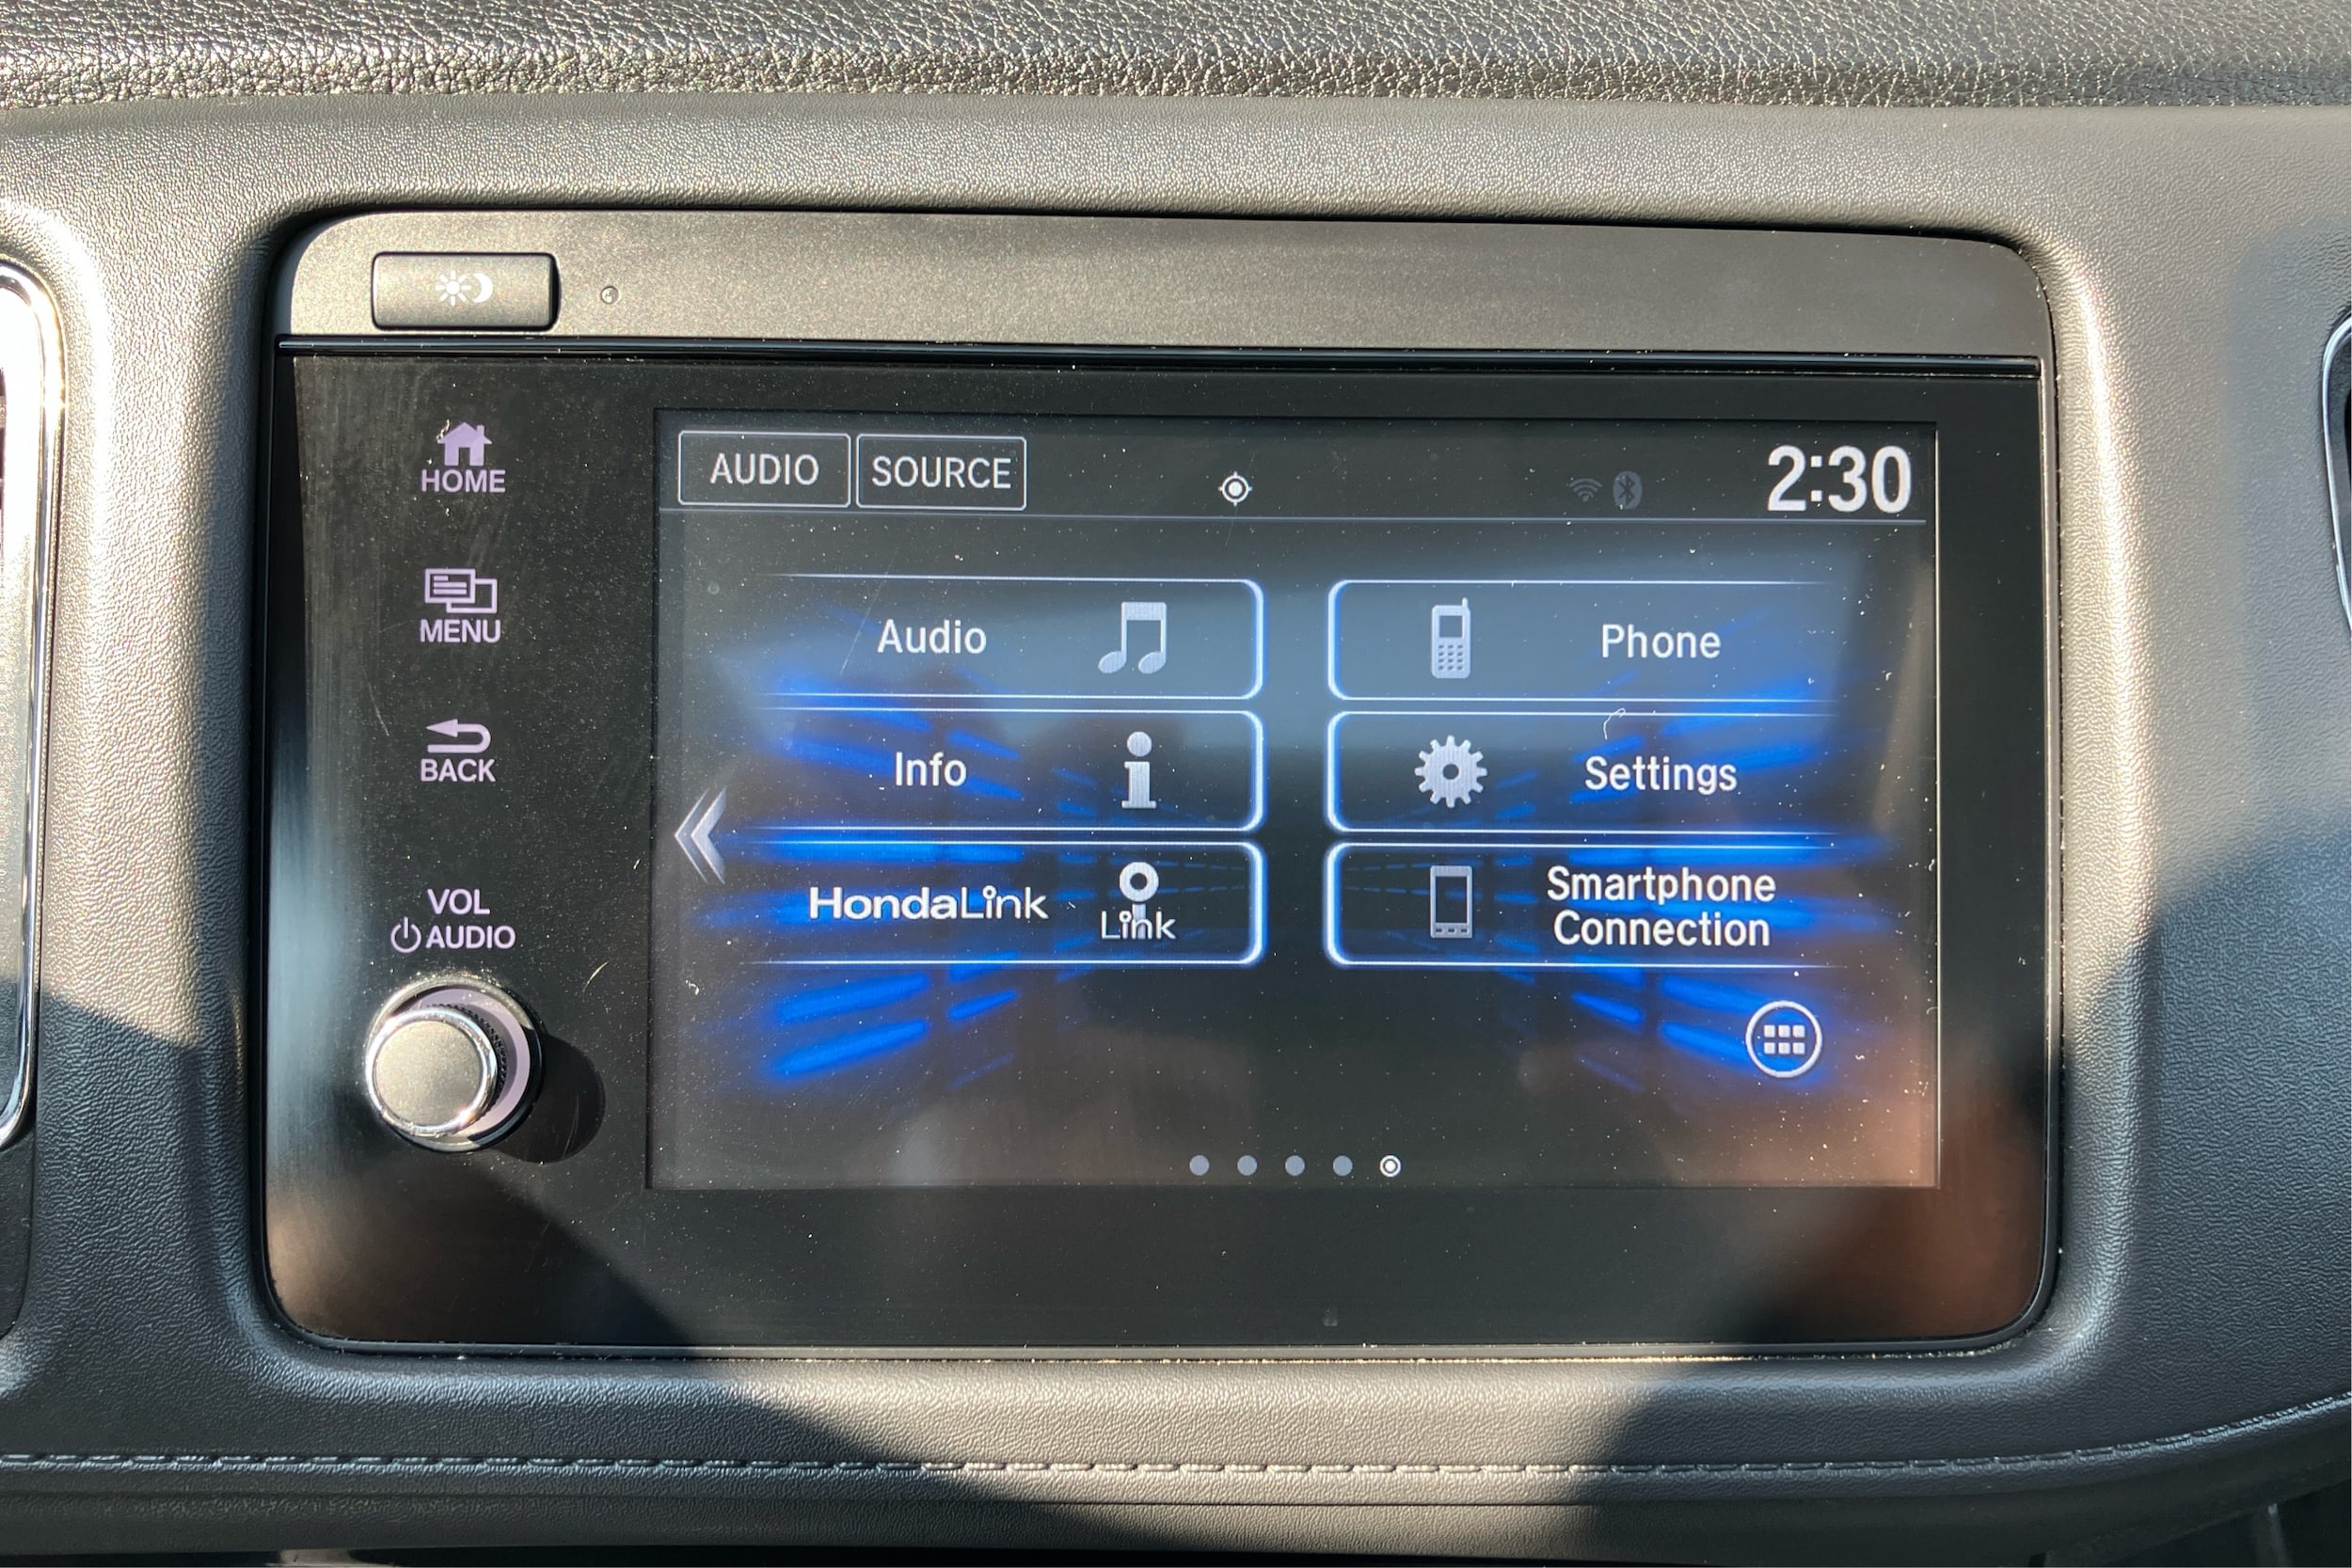 HOME
MENU
BACK
VOL
AUDIO
AUDIO SOURCE 2:30
Audio Phone
Info Settings
HondaLink Link Smartphone
Connection